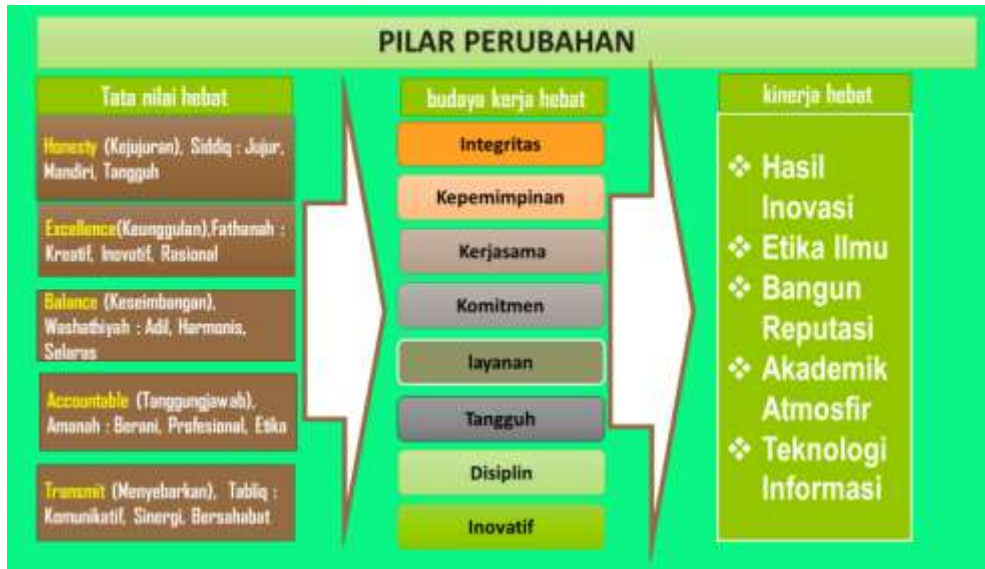 PILAR PERUBAHAN
Tata nilai hebat
Honesty (Kejujuran), Siddiq : Jujur,
Mandiri, Tangguh
Excellence(Keunggulan),Fathanah :
Kreatif, Inovatif, Rasional
Balance (Keseimbangan),
Washathiyah : Adil, Harmonis,
Selaras
Accountable (Tanggungjawab),
Amanah : Berani, Profesional, Etika
Transmit (Menyebarkan), Tabliq :
Komunikatif, Sinergi, Bersahabat
budaya kerja hebat
Integritas
Kepemimpinan
Kerjasama
Komitmen
layanan
Tangguh
Disiplin
Inovatif
kinerja hebat
❖ Hasil
Inovasi
❖ Etika Ilmu
❖ Bangun
Reputasi
❖ Akademik
Atmosfir
❖ Teknologi
Informasi